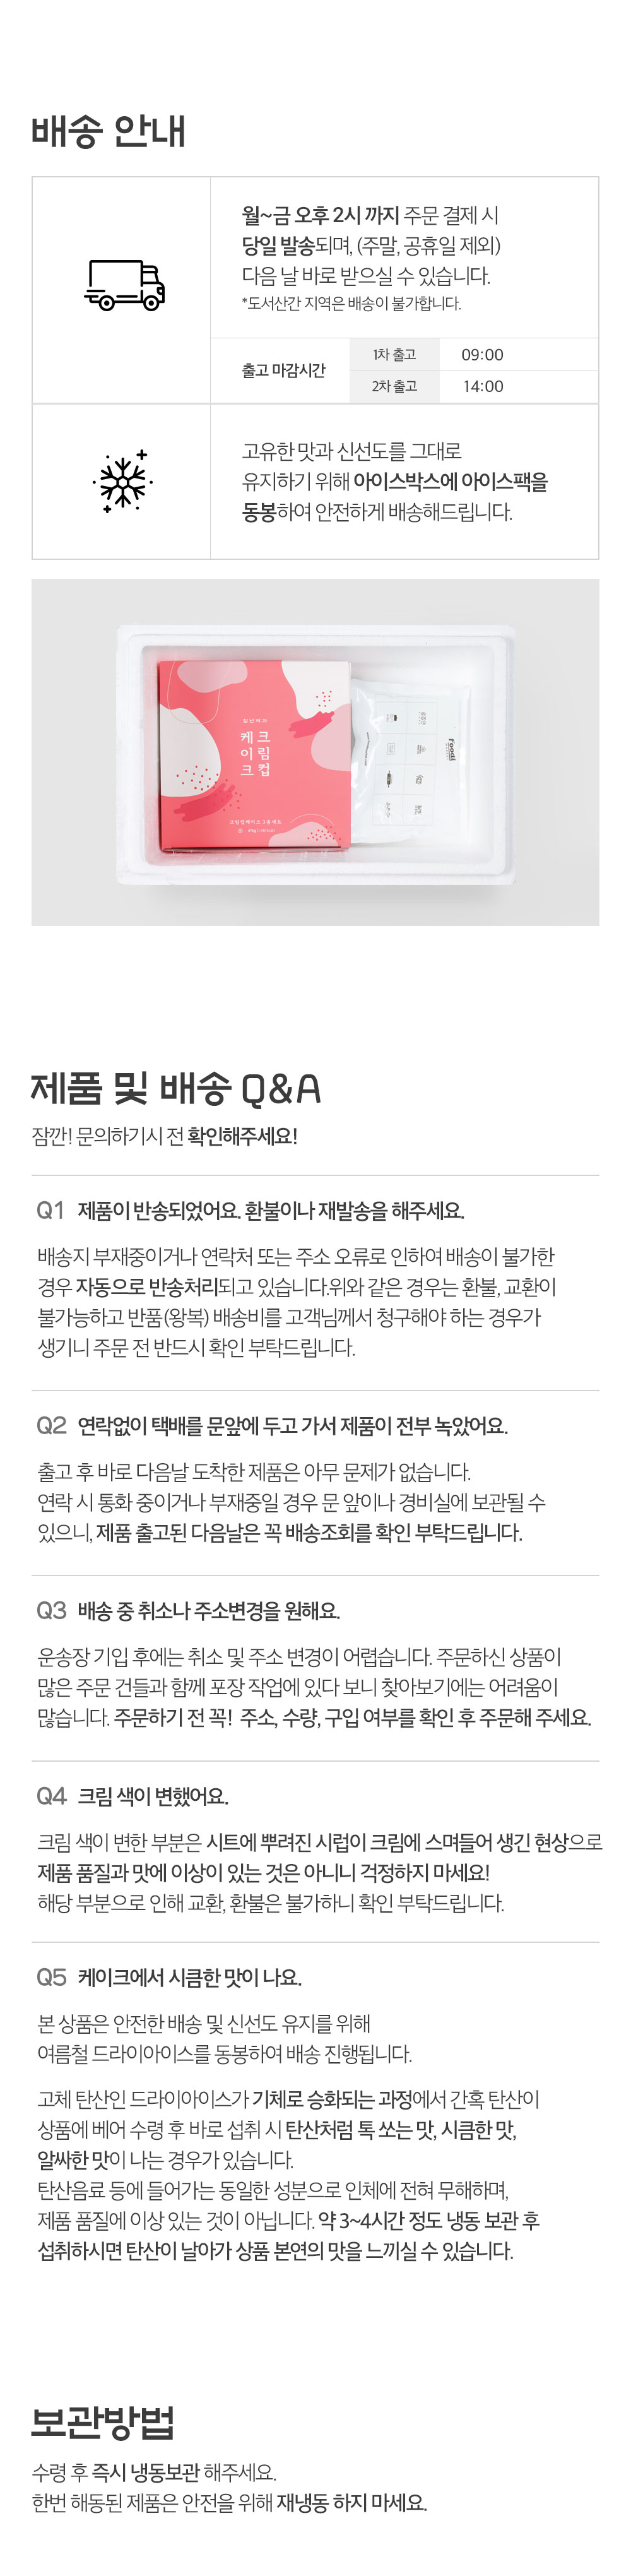 배송 안내
월~금 오후 2시 까지 주문 결제 시
당일 발송되며, (주말, 공휴일 제외)
다음 날 바로 받으실 수 있습니다.
*도서산간 지역은 배송이 불가합니다.
출고 마감시간
1차 출고 09:00
2차 출고 14:00
고유한 맛과 신선도를 그대로
유지하기 위해 아이스박스에 아이스팩을
동봉하여 안전하게 배송해드립니다.
크림컵
케이크
제품 및 배송 Q&A
잠깐! 문의하기시 전 확인해주세요!
Q1 제품이 반송되었어요. 환불이나 재발송을 해주세요.
배송지 부재중이거나 연락처 또는 주소 오류로 인하여 배송이 불가한
경우 자동으로 반송처리되고 있습니다.위와 같은 경우는 환불, 교환이
불가능하고 반품(왕복) 배송비를 고객님께서 청구해야 하는 경우가
생기니 주문 전 반드시 확인 부탁드립니다.
Q2 연락없이 택배를 문앞에 두고 가서 제품이 전부 녹았어요.
출고 후 바로 다음날 도착한 제품은 아무 문제가 없습니다.
연락 시 통화 중이거나 부재중일 경우 문 앞이나 경비실에 보관될 수
있으니, 제품 출고된 다음날은 꼭 배송조회를 확인 부탁드립니다.
Q3 배송 중 취소나 주소변경을 원해요.
운송장 기입 후에는 취소 및 주소 변경이 어렵습니다. 주문하신 상품이
많은 주문 건들과 함께 포장 작업에 있다 보니 찾아보기에는 어려움이
많습니다. 주문하기 전 꼭! 주소, 수량, 구입 여부를 확인 후 주문해 주세요.
Q4 크림 색이 변했어요.
크림 색이 변한 부분은 시트에 뿌려진 시럽이 크림에 스며들어 생긴 현상으로
제품 품질과 맛에 이상이 있는 것은 아니니 걱정하지 마세요!
해당 부분으로 인해 교환, 환불은 불가하니 확인 부탁드립니다.
Q5 케이크에서 시큼한 맛이 나요.
본 상품은 안전한 배송 및 신선도 유지를 위해
여름철 드라이아이스를 동봉하여 배송 진행됩니다.
고체 탄산인 드라이아이스가 기체로 승화되는 과정에서 간혹 탄산이
상품에 베어 수령 후 바로 섭취 시 탄산처럼 톡 쏘는 맛, 시큼한 맛,
알싸한 맛이 나는 경우가 있습니다.
탄산음료 등에 들어가는 동일한 성분으로 인체에 전혀 무해하며,
제품 품질에 이상 있는 것이 아닙니다. 약 3~4시간 정도 냉동 보관 후
섭취하시면 탄산이 날아가 상품 본연의 맛을 느끼실 수 있습니다.
보관방법
수령 후 즉시 냉동보관 해주세요.
한번 해동된 제품은 안전을 위해 재냉동 하지 마세요.